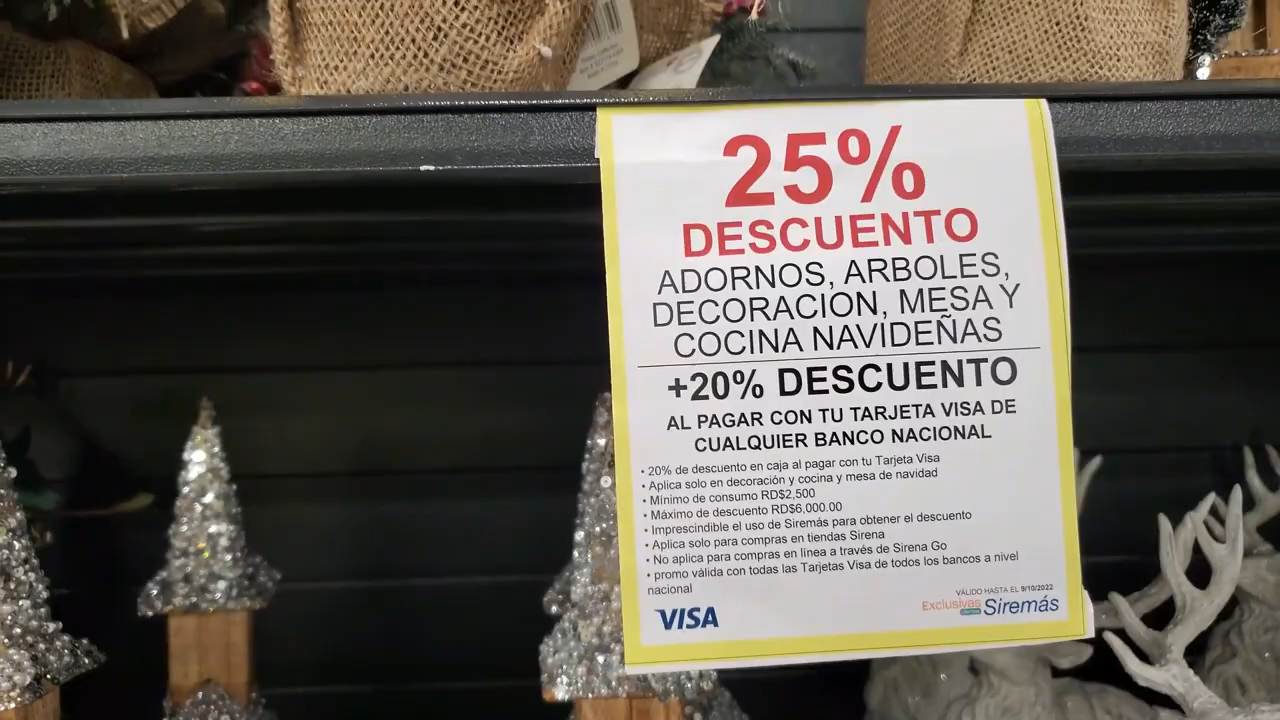 25%
DESCUENTO
ADORNOS, ARBOLES,
DECORACION, MESA Y
COCINA NAVIDEÑAS
+20% DESCUENTO
AL PAGAR CON TU TARJETA VISA DE
CUALQUIER BANCO NACIONAL
• 20% de descuento en caja al pagar con tu Tarjeta Visa
• Aplica solo en decoración y cocina y mesa de navidad
• Mínimo de consumo RD$2,500
• Máximo de descuento RD$6,000.00
• Imprescindible el uso de Siremás para obtener el descuento
• Aplica solo para compras en tiendas Sirena
• No aplica para compras en línea a través de Sirena Go
• promo válida con todas las Tarjetas Visa de todos los bancos a nivel
nacional
VÁLIDO HASTA EL 9/10/2022
VISA
Exclusivas
Siremás